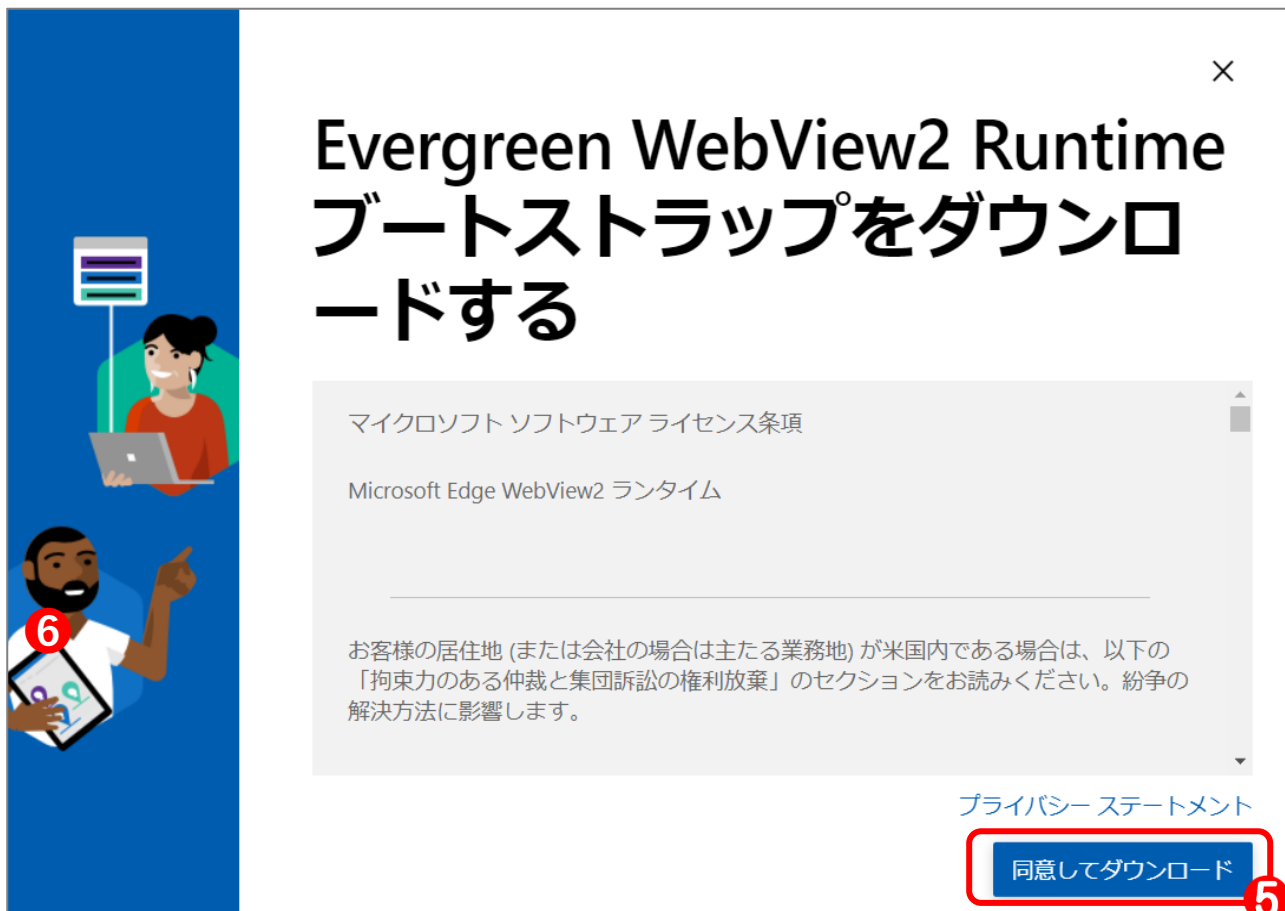 Evergreen WebView2 Runtime
ブートストラップをダウンロ
ードする
マイクロソフト ソフトウェア ライセンス条項
Microsoft Edge WebView2 ランタイム
お客様の居住地 (または会社の場合は主たる業務地) が米国内である場合は、以下の
「拘束力のある仲裁と集団訴訟の権利放棄」のセクションをお読みください。紛争の
解決方法に影響します。
プライバシー ステートメント
同意してダウンロード
5
6